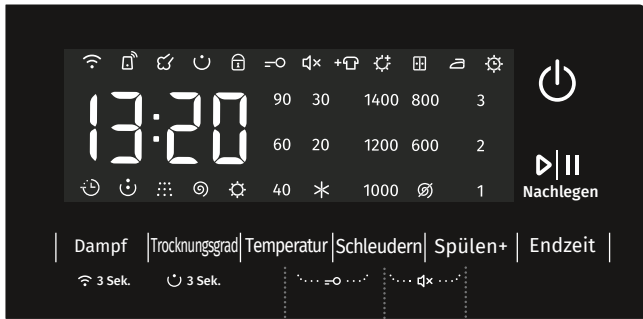 13:20
90 30 1400 800 3
60 20 1200 600 2
40 1000 1
Nachlegen
Dampf Trocknungsgrad Temperatur Schleudern Spülen+ Endzeit
3 Sek. 3 Sek.